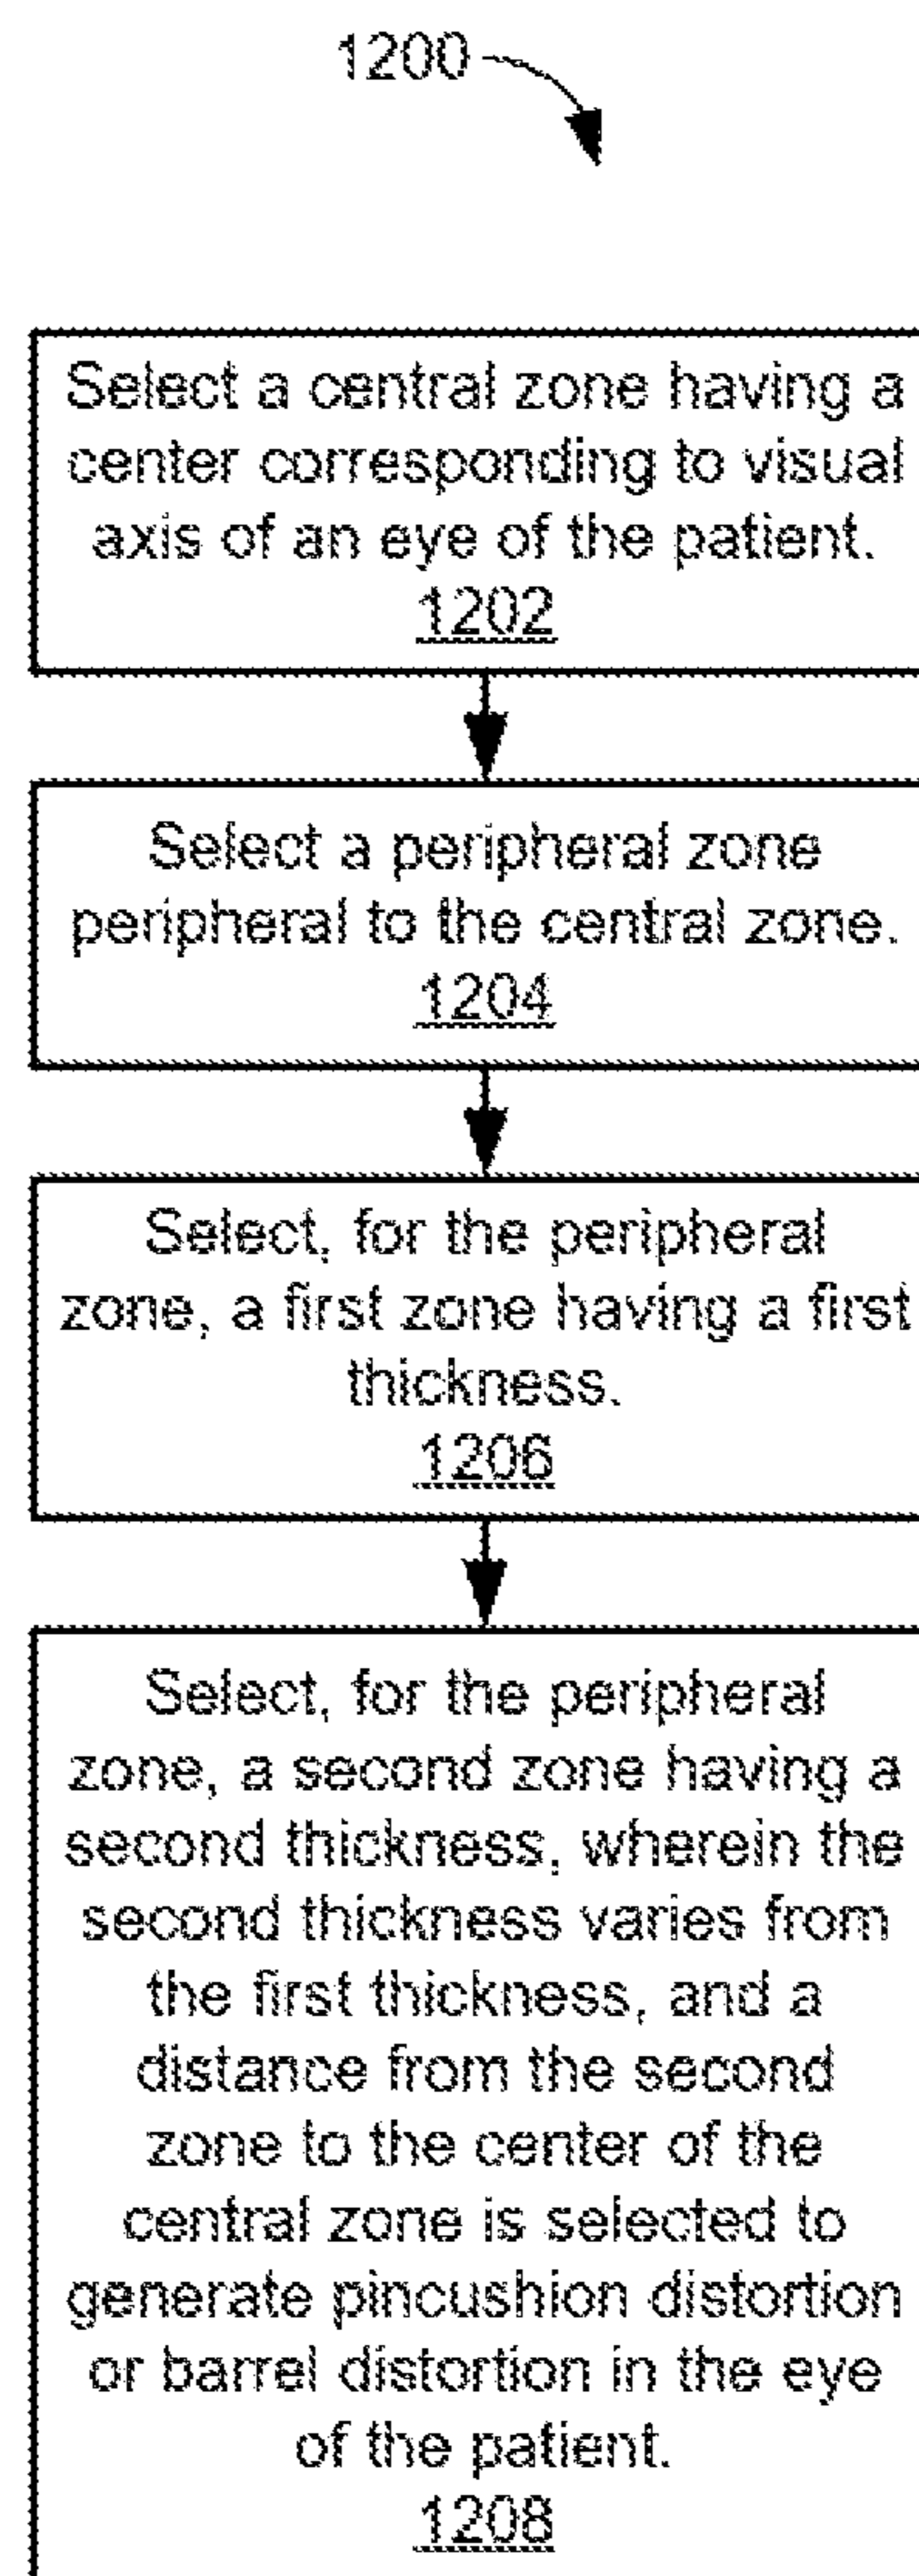 1200
Select a central zone having a
center corresponding to visual
axis of an eye of the patient.
1202
Select a peripheral zone
peripheral to the central zone.
1204
Select, for the peripheral
zone, a first zone having a first
thickness.
1206
Select, for the peripheral
zone, a second zone having a
second thickness, wherein the
second thickness varies from
the first thickness, and a
distance from the second
zone to the center of the
central zone is selected to
generate pincushion distortion
or barrel distortion in the eye
of the patient.
1208